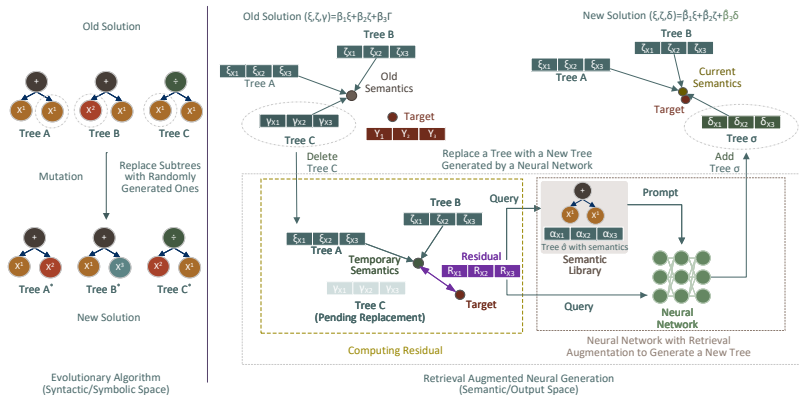 Old Solution
+
X¹
X¹
Tree A
+
X²
X¹
Tree B
÷
X¹
X¹
Tree C
Mutation
Replace Subtrees
with Randomly
Generated Ones
+
X¹
X²
Tree A*
+
X¹
X³
Tree B*
÷
X²
X¹
Tree C*
New Solution
Evolutionary Algorithm
(Syntactic/Symbolic Space)
Old Solution (ξ,ζ,γ)=β₁ξ+β₂ζ+β₃Γ
Tree B
ζX1 ζX2 ζX3
ξX1 ξX2 ξX3
Tree A
Old
Semantics
γX1 γX2 γX3
Tree C
Target
Y₁ Y₂ Y₃
Delete
Tree C
Replace a Tree with a New Tree
Generated by a Neural Network
New Solution (ξ,ζ,δ)=β̂₁ξ+β̂₂ζ+β̂₃δ
Tree B
ζX1 ζX2 ζX3
ξX1 ξX2 ξX3
Tree A
Current
Semantics
Target
δX1 δX2 δX3
Tree σ
Add
Tree σ
Tree B
ζX1 ζX2 ζX3
ξX1 ξX2 ξX3
Tree A
Temporary
Semantics
Residual
RX1 RX2 RX3
γX1 γX2 γX3
Tree C
(Pending Replacement)
Target
Computing Residual
Query
+
X¹
X¹
αX1 αX2 αX3
Tree ∂ with semantics
Semantic
Library
Prompt
Query
Neural
Network
Neural Network with Retrieval
Augmentation to Generate a New Tree
Retrieval Augmented Neural Generation
(Semantic/Output Space)